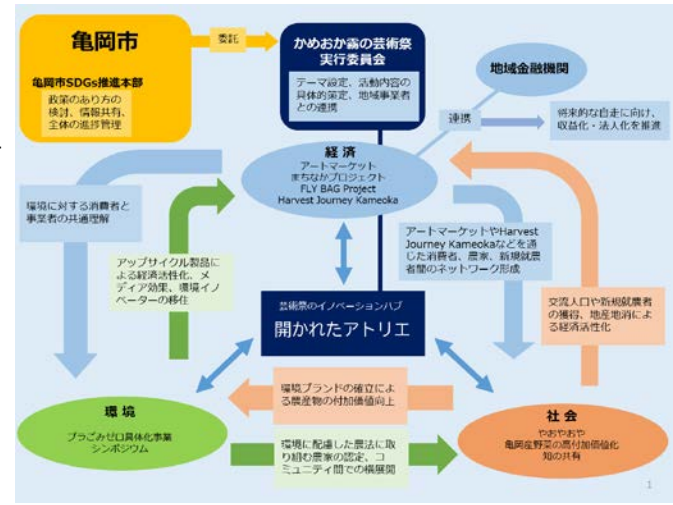 亀岡市
亀岡市SDGs推進本部
政策のあり方の
検討、情報共有、
全体の進捗管理
委託
かめおか霧の芸術祭
実行委員会
テーマ設定、活動内容の
具体的策定、地域事業者
との連携
地域金融機関
連携
将来的な自走に向け、
収益化・法人化を推進
経済
アートマーケット
まちなかプロジェクト
FLY BAG Project
Harvest Journey Kameoka
環境に対する消費者と
事業者の共通理解
アップサイクル製品に
よる経済活性化、メ
ディア効果、環境イノ
ベーターの移住
アートマーケットやHarvest
Journey Kameokaなどを通
じた消費者、農家、新規就農
者間のネットワーク形成
交流人口や新規就農者
の獲得、地産地消によ
る経済活性化
芸術祭のイノベーションハブ
開かれたアトリエ
環境ブランドの確立によ
る農産物の付加価値向上
環境
プラごみゼロ具体化事業
シンポジウム
環境に配慮した農法に取
り組む農家の認定、コ
ミュニティ間での横展開
社会
やおやおや
亀岡産野菜の高付加価値化
知の共有
1